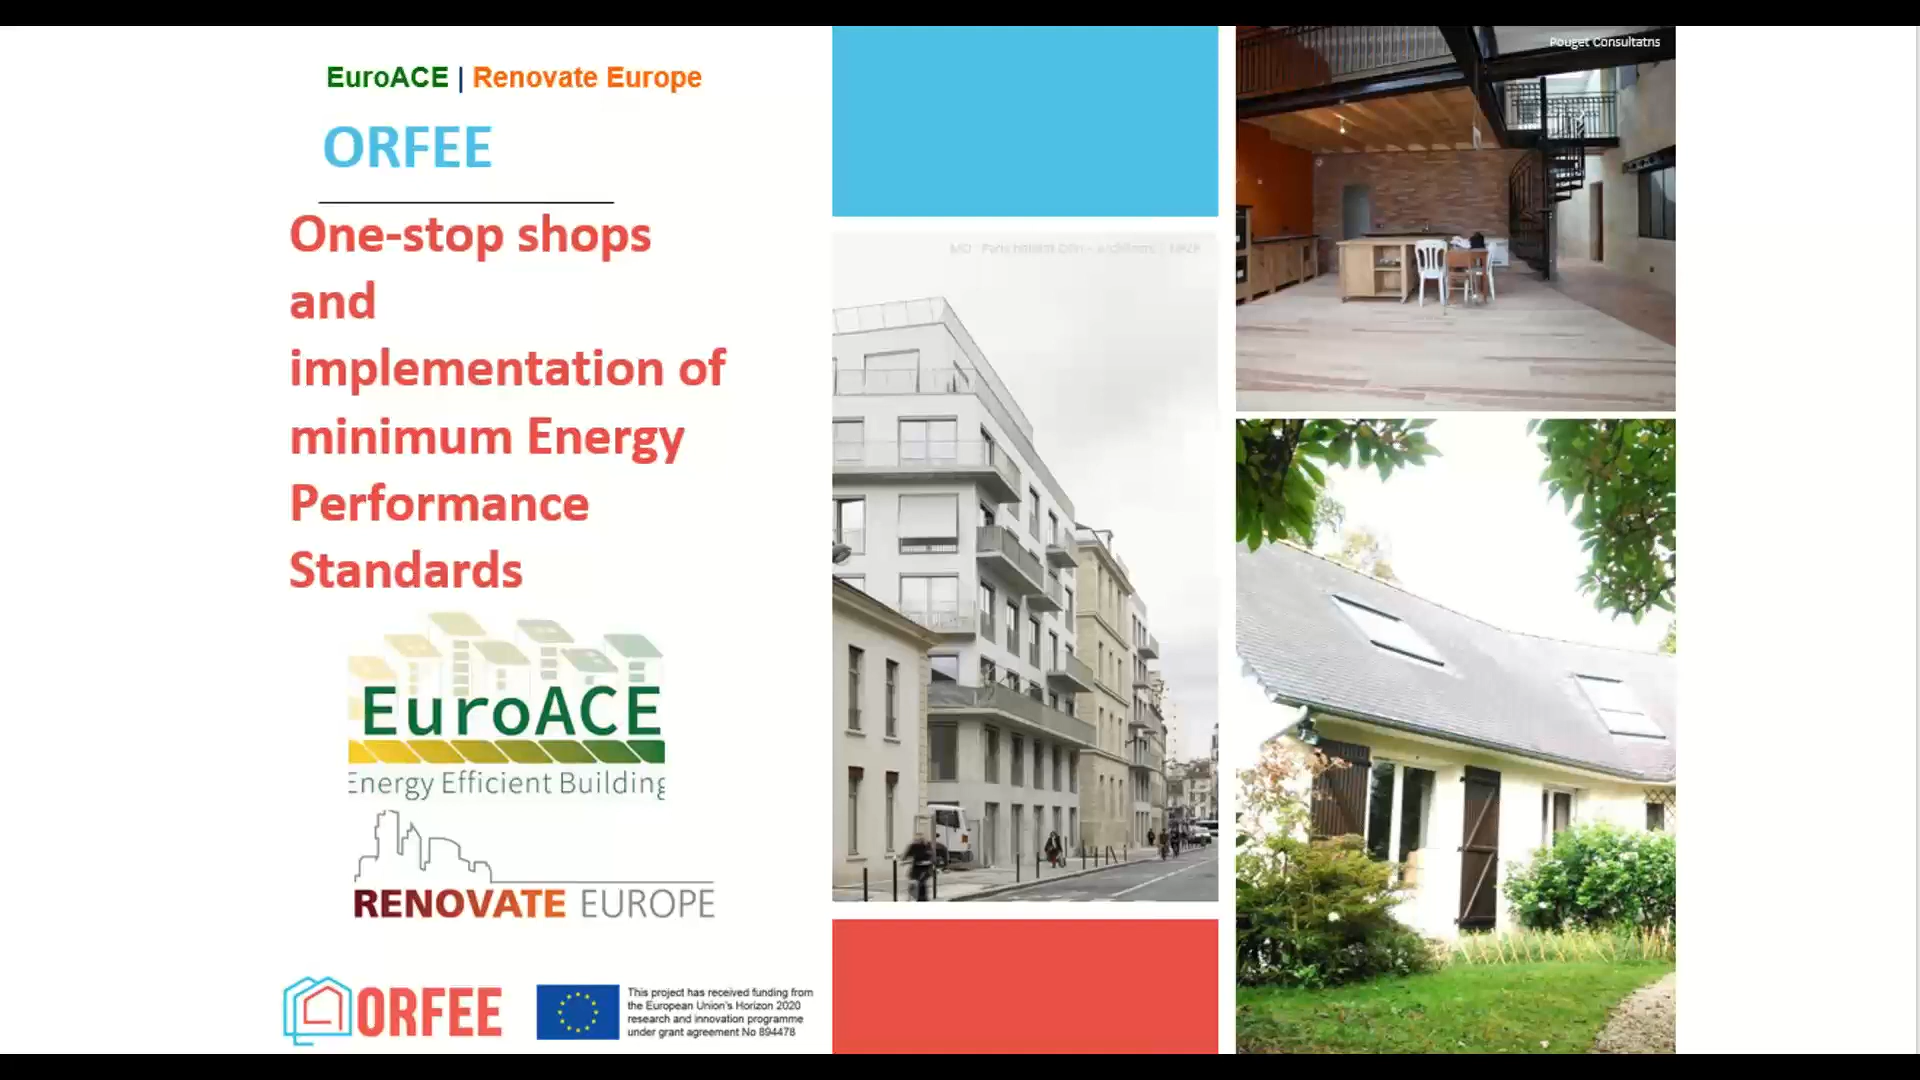 EuroACE | Renovate Europe
ORFEE
One-stop shops
and
implementation of
minimum Energy
Performance
Standards
EuroACE
Energy Efficient Building
RENOVATE EUROPE
ORFEE
This project has received funding from
the European Union's Horizon 2020
research and innovation programme
under grant agreement No 894478
Pouget Consultatns